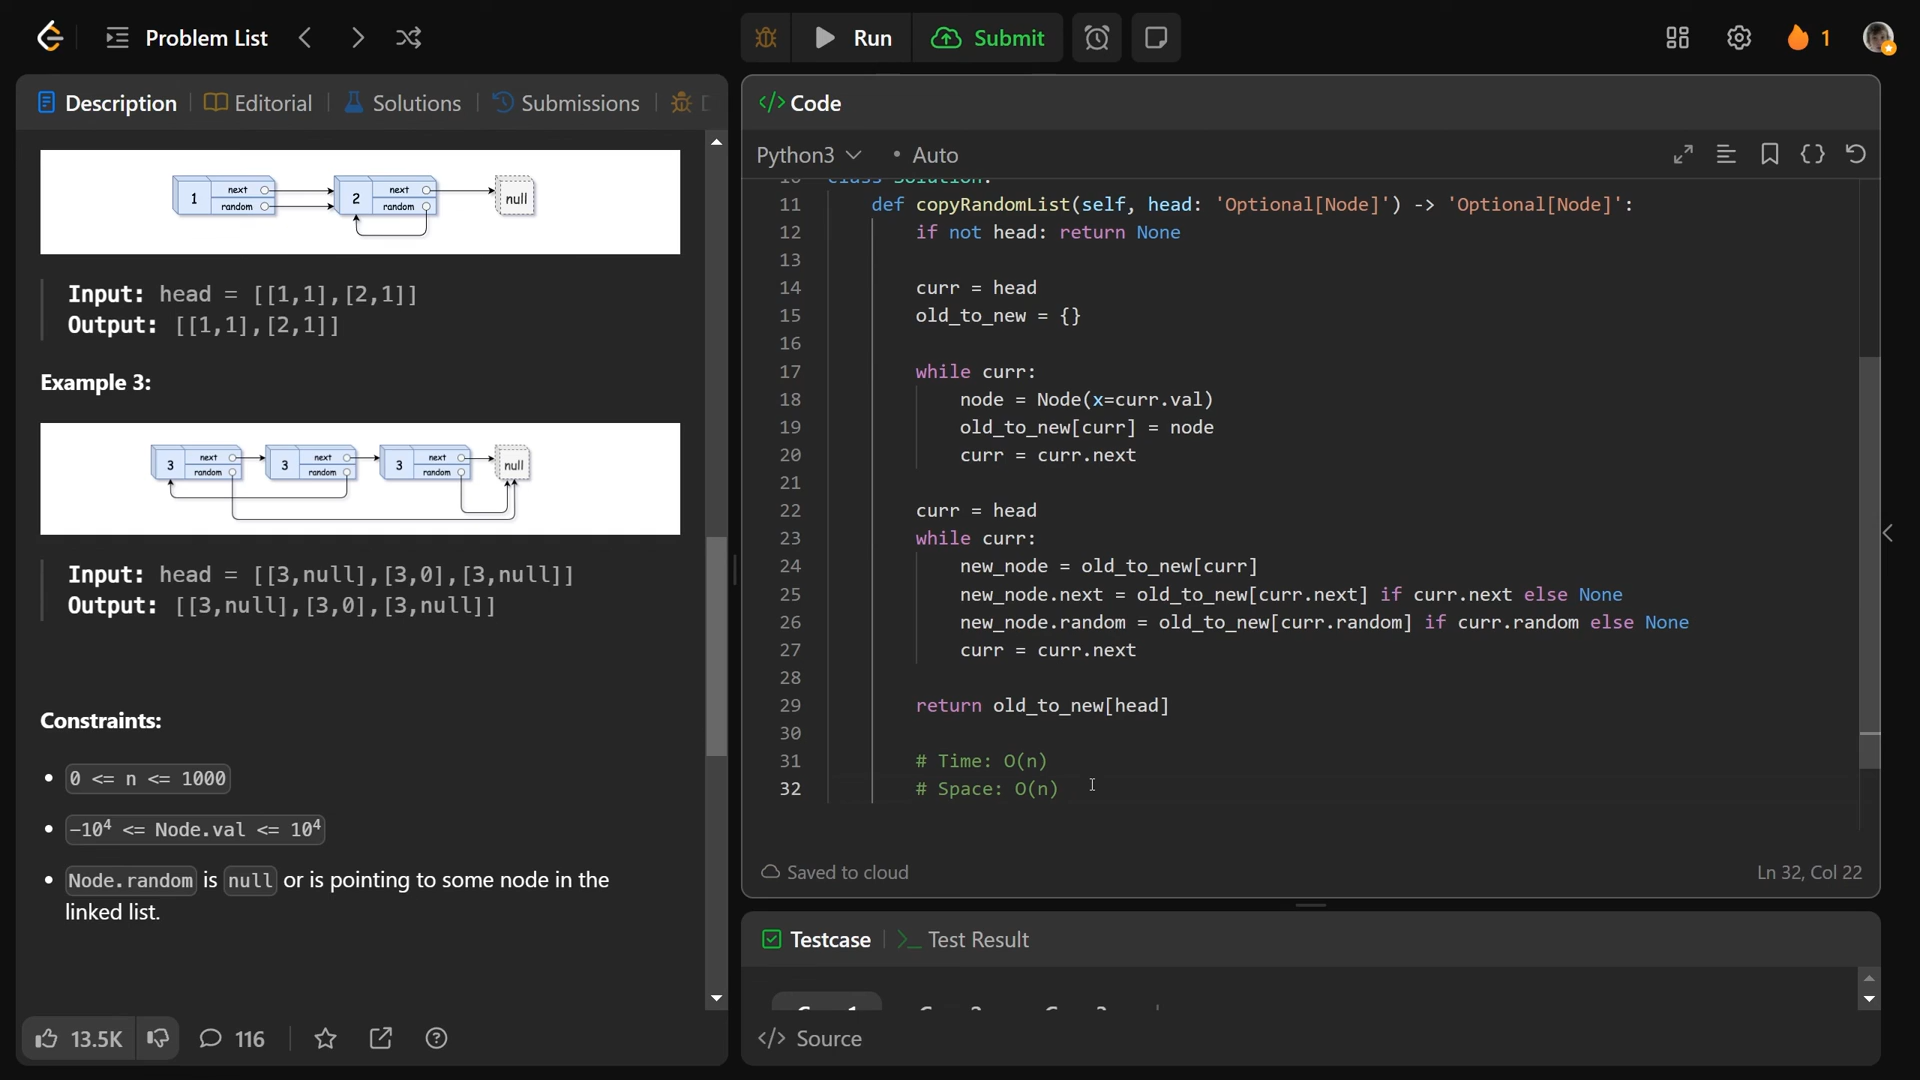 Problem List
Run
Submit
1
Description
Editorial
Solutions
Submissions
1
next
random
2
next
random
null
Input: head = [[1,1],[2,1]]
Output: [[1,1],[2,1]]
Example 3:
3
next
random
3
next
random
3
next
random
null
Input: head = [[3,null],[3,0],[3,null]]
Output: [[3,null],[3,0],[3,null]]
Constraints:
• 0 <= n <= 1000
• -10⁴ <= Node.val <= 10⁴
• Node.random is null or is pointing to some node in the
linked list.
13.5K
116
</> Code
Python3
• Auto
10 class Solution:
11 def copyRandomList(self, head: 'Optional[Node]') -> 'Optional[Node]':
12 if not head: return None
13
14 curr = head
15 old_to_new = {}
16
17 while curr:
18 node = Node(x=curr.val)
19 old_to_new[curr] = node
20 curr = curr.next
21
22 curr = head
23 while curr:
24 new_node = old_to_new[curr]
25 new_node.next = old_to_new[curr.next] if curr.next else None
26 new_node.random = old_to_new[curr.random] if curr.random else None
27 curr = curr.next
28
29 return old_to_new[head]
30
31 # Time: O(n)
32 # Space: O(n)
Saved to cloud
Ln 32, Col 22
Testcase
Test Result
</> Source